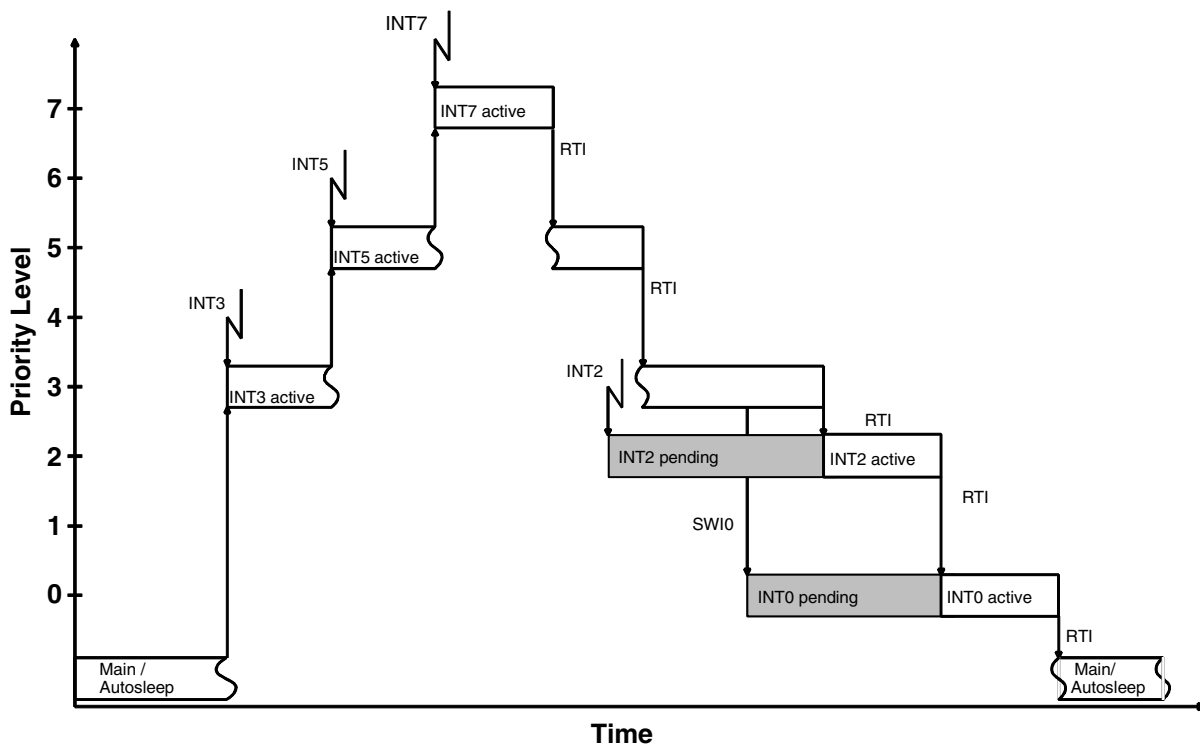 INT7
7
INT7 active
RTI
INT5
6
5
INT5 active
RTI
INT3
4
INT2
3
INT3 active
RTI
2
INT2 pending
INT2 active
RTI
1
SWI0
0
INT0 pending
INT0 active
RTI
Main /
Autosleep
Main/
Autosleep
Priority Level
Time